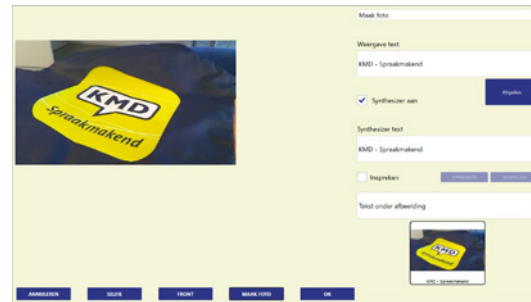 Maak foto
Weergave text
KMD - Spraakmakend
Afspelen
Synthesizer aan
Synthesizer text
KMD - Spraakmakend
Inspreken
Tekst onder afbeelding
KMD
Spraakmakend
KMD
KMD - Spraakmakend
ANNULEREN
SELFIE
FRONT
MAAK FOTO
OK